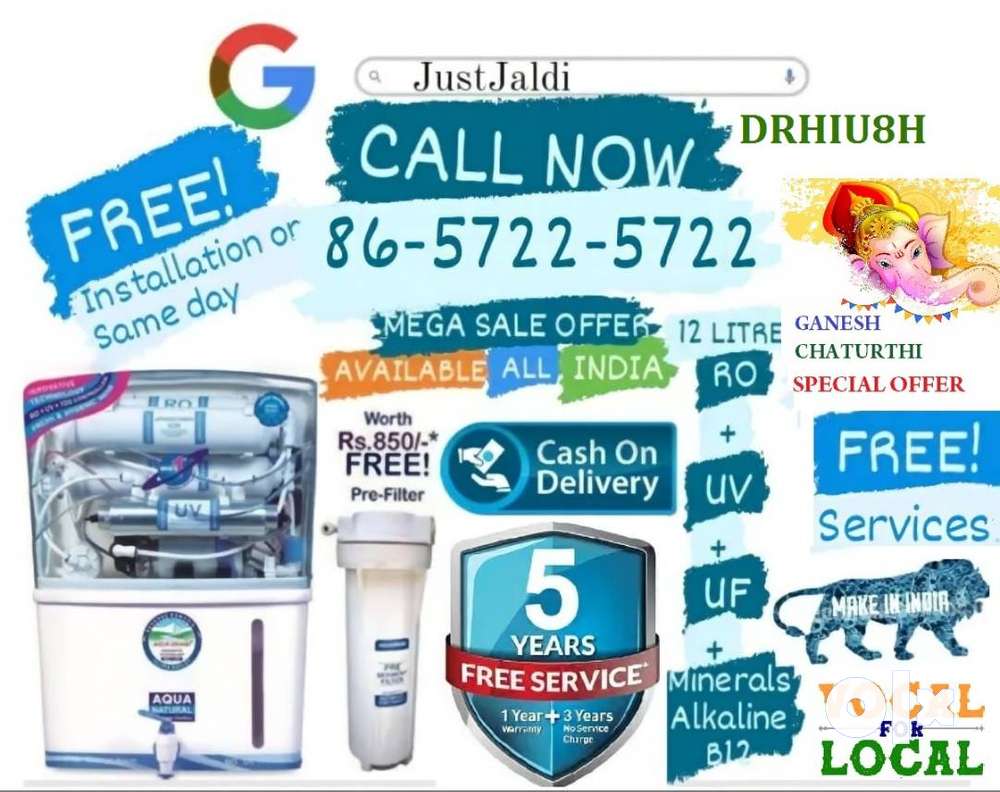 G
JustJaldi
CALL NOW
DRHIU8H
86-5722-5722
FREE!
Installation or
Same day
MEGA SALE OFFER
AVAILABLE ALL INDIA
12 LITRE
RO
+
UV
+
UF
+
Minerals
Alkaline
B12
GANESH
CHATURTHI
SPECIAL OFFER
Worth
Rs.850/-*
FREE!
Pre-Filter
Cash On
Delivery
FREE!
Services
5
YEARS
FREE SERVICE*
1 Year + 3 Years
Warranty No Service
Charge
MAKE IN INDIA
VOCAL
FOR
LOCAL
olx
INNOVATIVE
TECHNOLOGY
RO
UV
AQUA
NATURAL